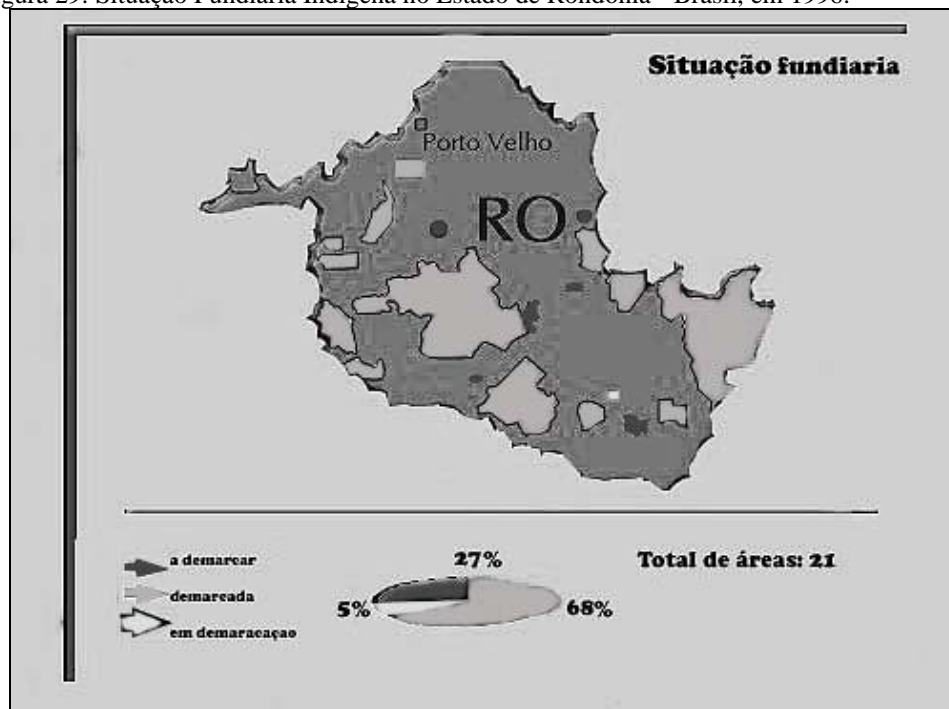 gura 29: Situação Fundiária Indígena no Estado de Rondônia - Brasil, em 1996.
Situação fundiaria
Porto Velho
RO
a demarcar
demarcada
em demaracaçao
27%
5%
68%
Total de áreas: 21